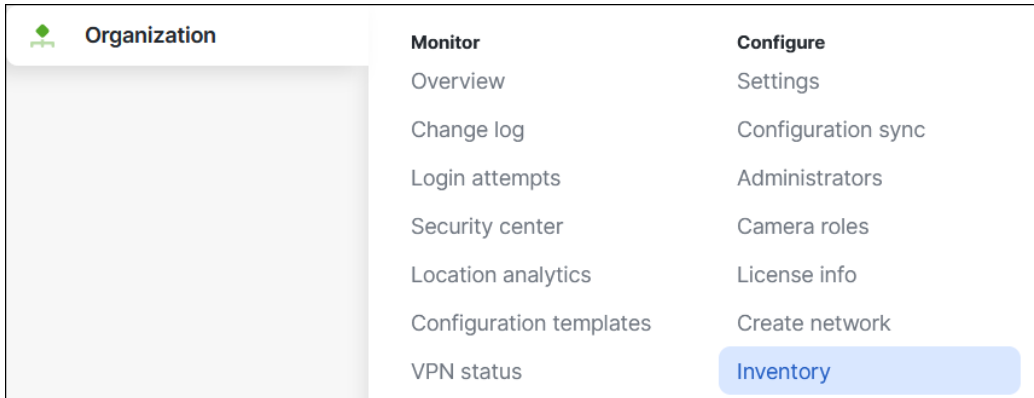 Organization
Monitor
Overview
Change log
Login attempts
Security center
Location analytics
Configuration templates
VPN status
Configure
Settings
Configuration sync
Administrators
Camera roles
License info
Create network
Inventory